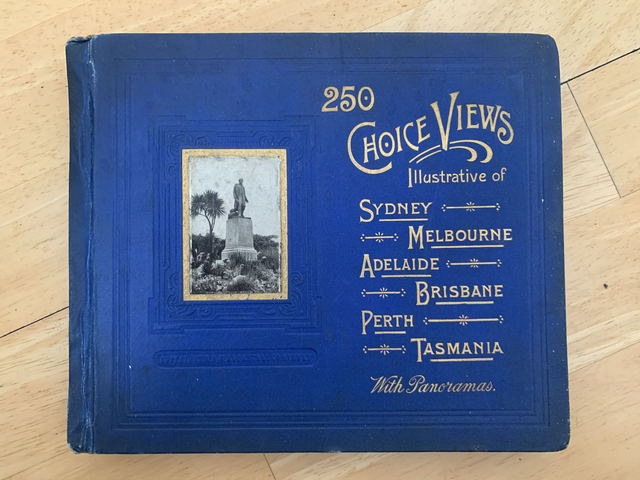 250
CHOICE VIEWS
Illustrative of
SYDNEY
MELBOURNE
ADELAIDE
BRISBANE
PERTH
TASMANIA
With Panoramas.